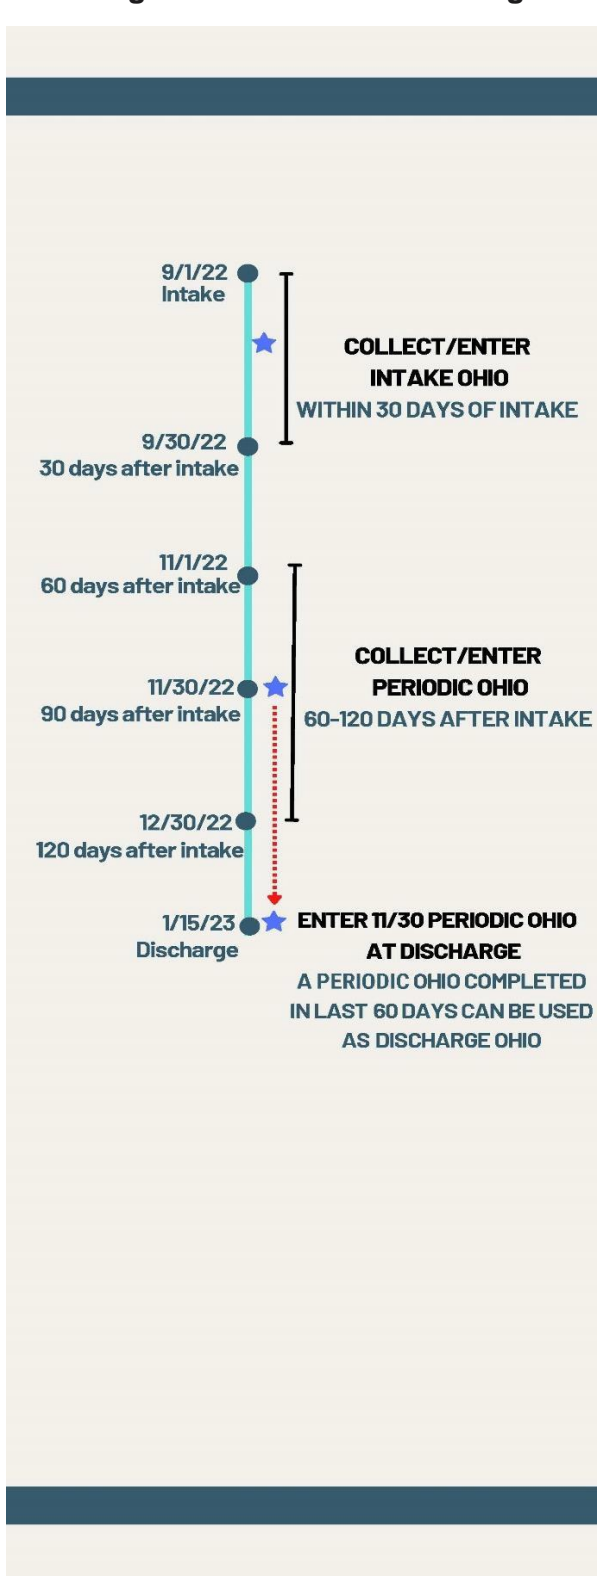 9/1/22
Intake
COLLECT/ENTER
INTAKE OHIO
WITHIN 30 DAYS OF INTAKE
9/30/22
30 days after intake
11/1/22
60 days after intake
COLLECT/ENTER
PERIODIC OHIO
60-120 DAYS AFTER INTAKE
11/30/22
90 days after intake
12/30/22
120 days after intake
1/15/23
Discharge
ENTER 11/30 PERIODIC OHIO
AT DISCHARGE
A PERIODIC OHIO COMPLETED
IN LAST 60 DAYS CAN BE USED
AS DISCHARGE OHIO